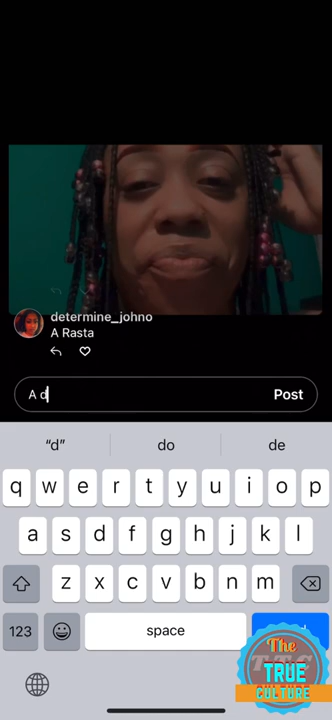 determine_johno
A Rasta
A d
Post
“d”
do
de
q w e r t y u i o p
a s d f g h j k l
z x c v b n m
123
space
The
TRUE
CULTURE